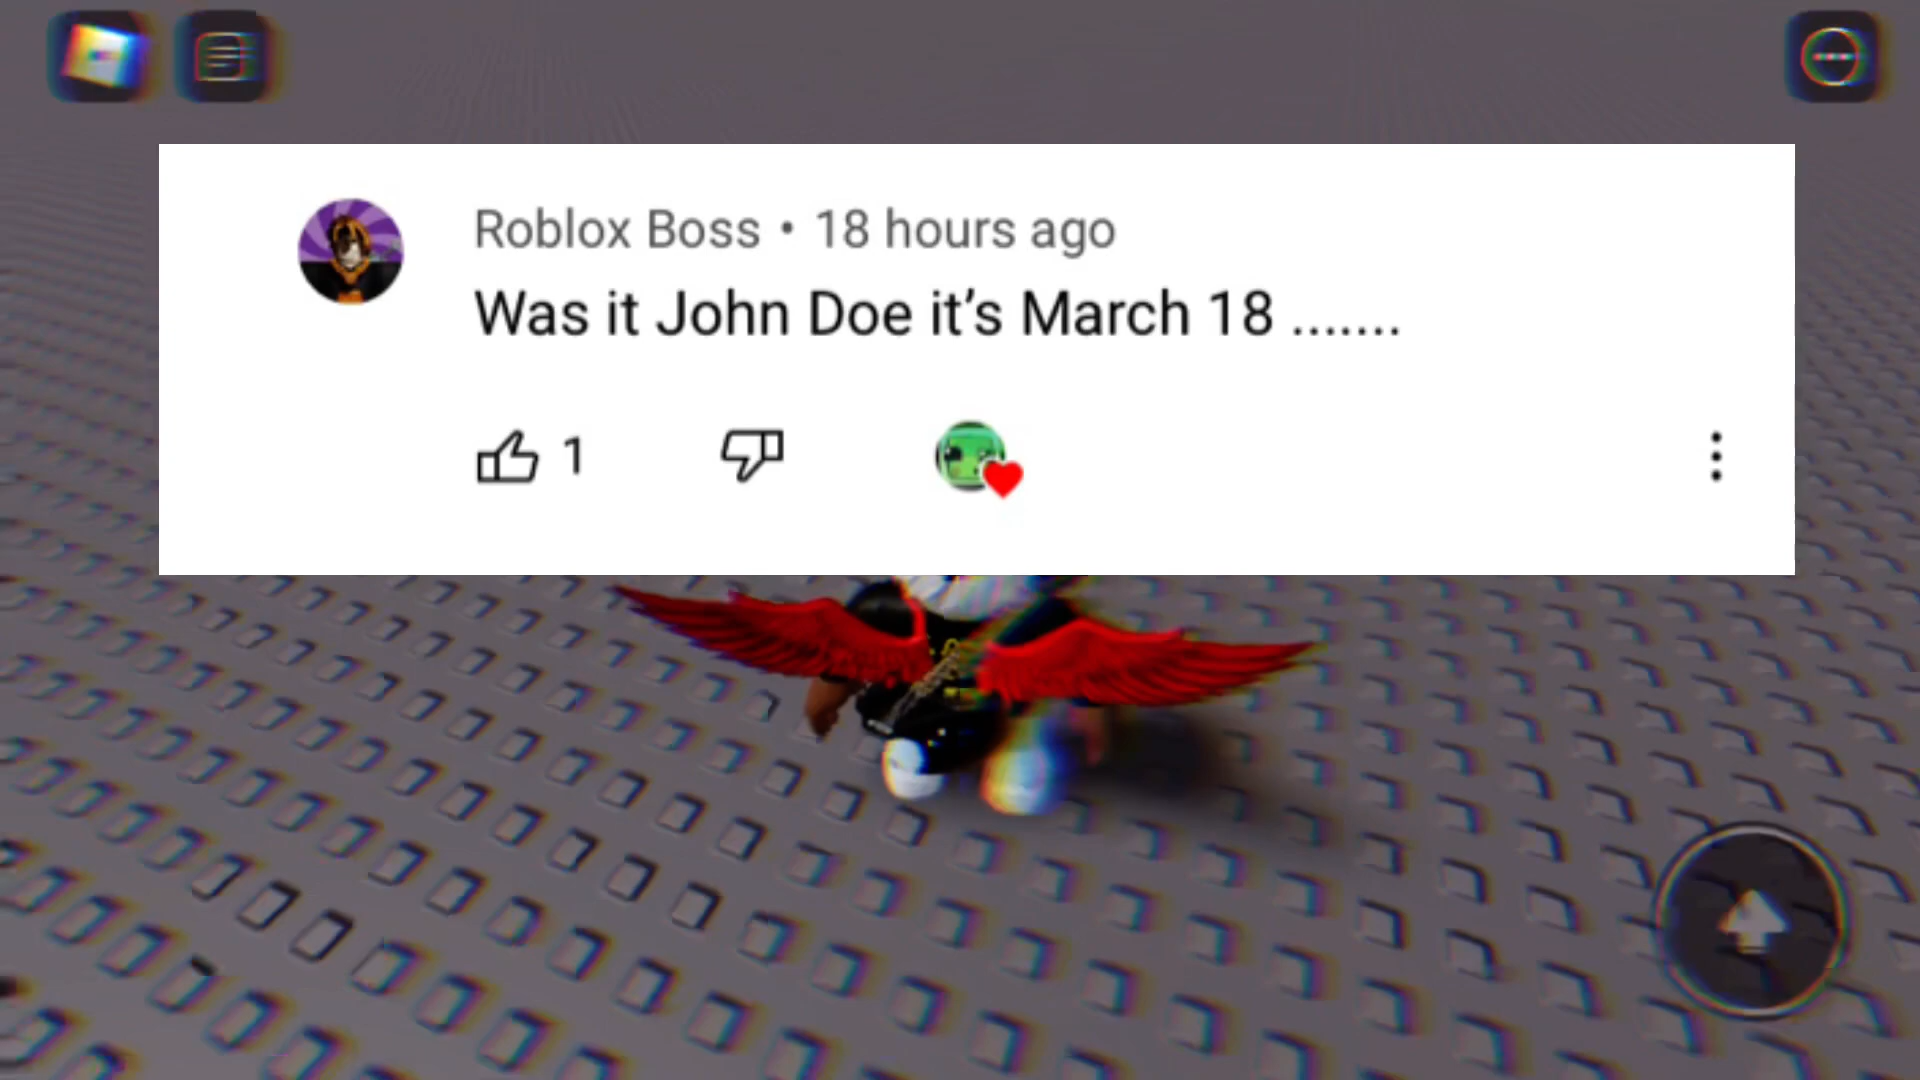 Roblox Boss • 18 hours ago
Was it John Doe it’s March 18 .......
1